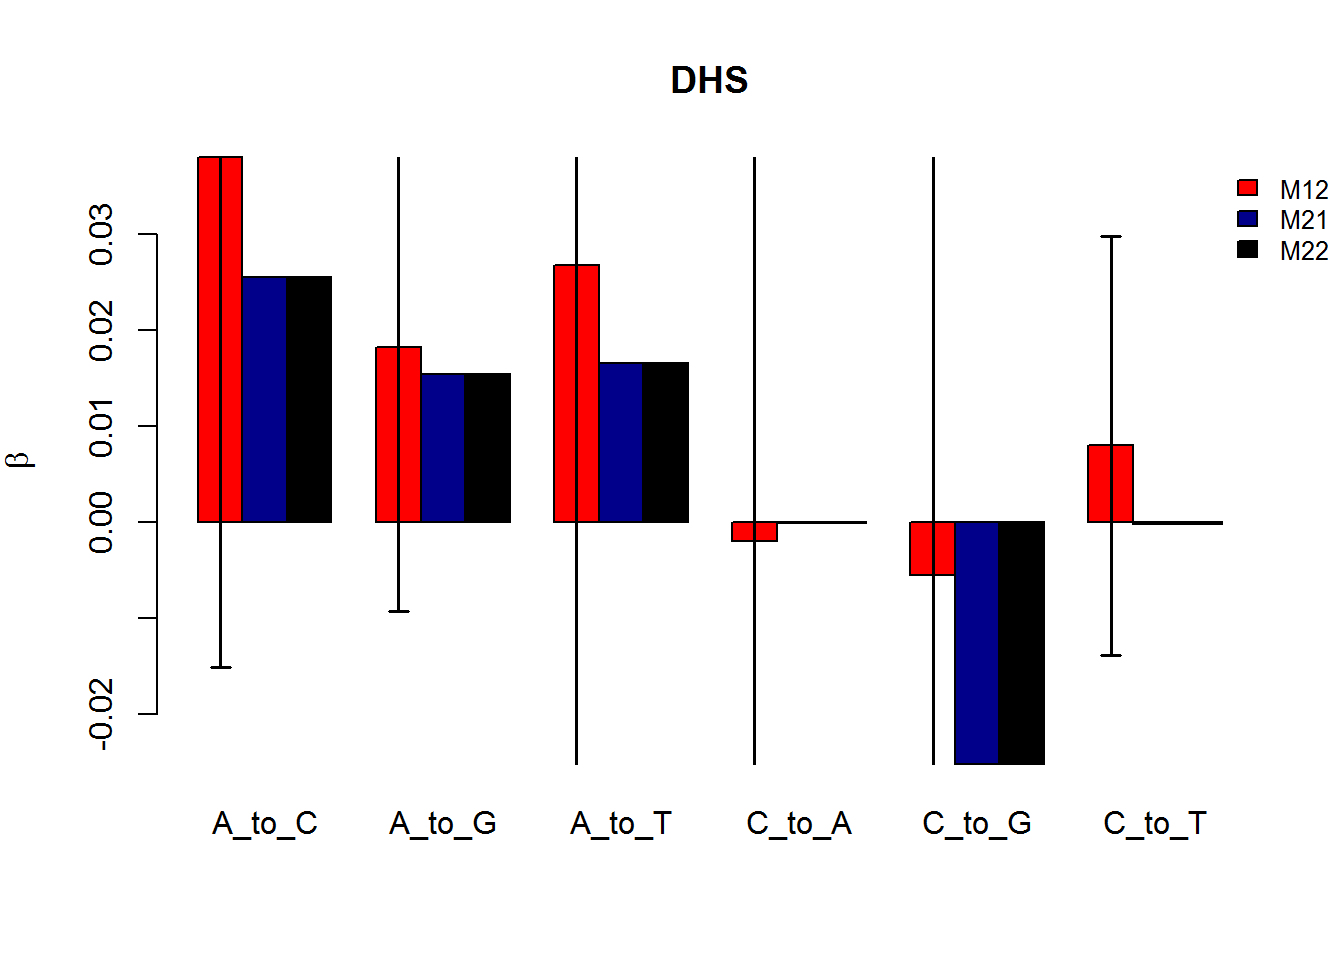 DHS
M12
M21
M22
β
0.03
0.02
0.01
0.00
-0.02
A_to_C
A_to_G
A_to_T
C_to_A
C_to_G
C_to_T